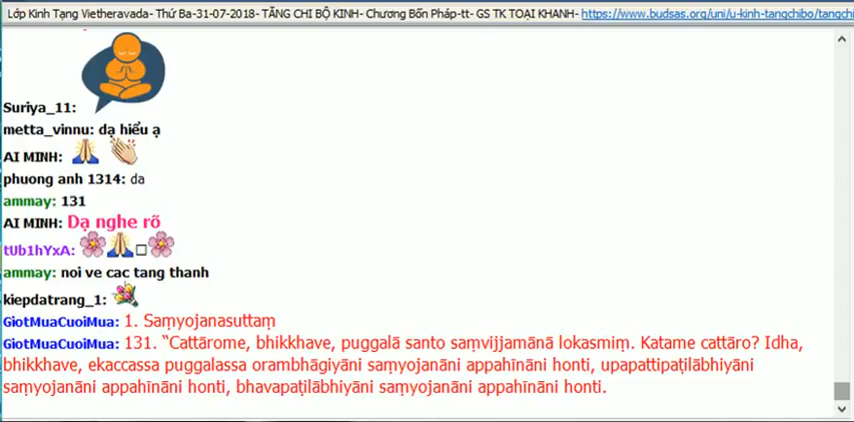 Lớp Kinh Tạng Vietheravada- Thứ Ba-31-07-2018- TĂNG CHI BỘ KINH- Chương Bốn Pháp-tt- GS TK TOẠI KHANH- https://www.budsas.org/uni/u-kinh-tangchibo/tangchi
Suriya_11:
metta_vinnu: dạ hiểu ạ
AI MINH:
phuong anh 1314: da
ammay: 131
AI MINH: Dạ nghe rõ
tUb1hYxA:
ammay: noi ve cac tang thanh
kiepdatrang_1:
GiotMuaCuoiMua: 1. Saṃyojanasuttaṃ
GiotMuaCuoiMua: 131. “Cattārome, bhikkhave, puggalā santo saṃvijjamānā lokasmiṃ. Katame cattāro? Idha,
bhikkhave, ekaccassa puggalassa orambhāgiyāni saṃyojanāni appahīnāni honti, upapattipaṭilābhiyāni
saṃyojanāni appahīnāni honti, bhavapaṭilābhiyāni saṃyojanāni appahīnāni honti.